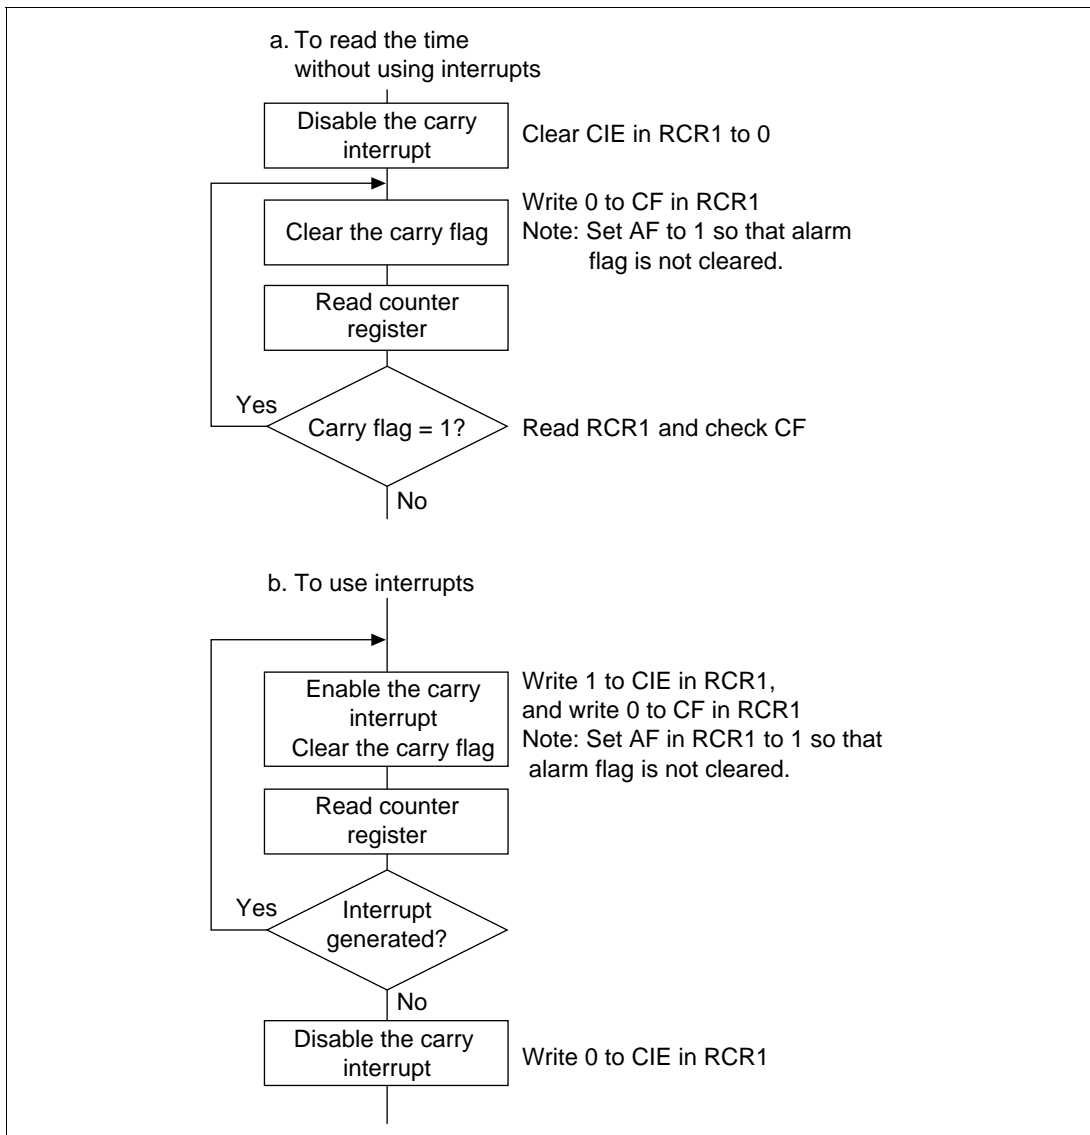 a. To read the time
without using interrupts
Disable the carry
interrupt
Clear CIE in RCR1 to 0
Clear the carry flag
Write 0 to CF in RCR1
Note: Set AF to 1 so that alarm
flag is not cleared.
Read counter
register
Yes
Carry flag = 1?
Read RCR1 and check CF
No
b. To use interrupts
Enable the carry
interrupt
Clear the carry flag
Write 1 to CIE in RCR1,
and write 0 to CF in RCR1
Note: Set AF in RCR1 to 1 so that
alarm flag is not cleared.
Read counter
register
Yes
Interrupt
generated?
No
Disable the carry
interrupt
Write 0 to CIE in RCR1